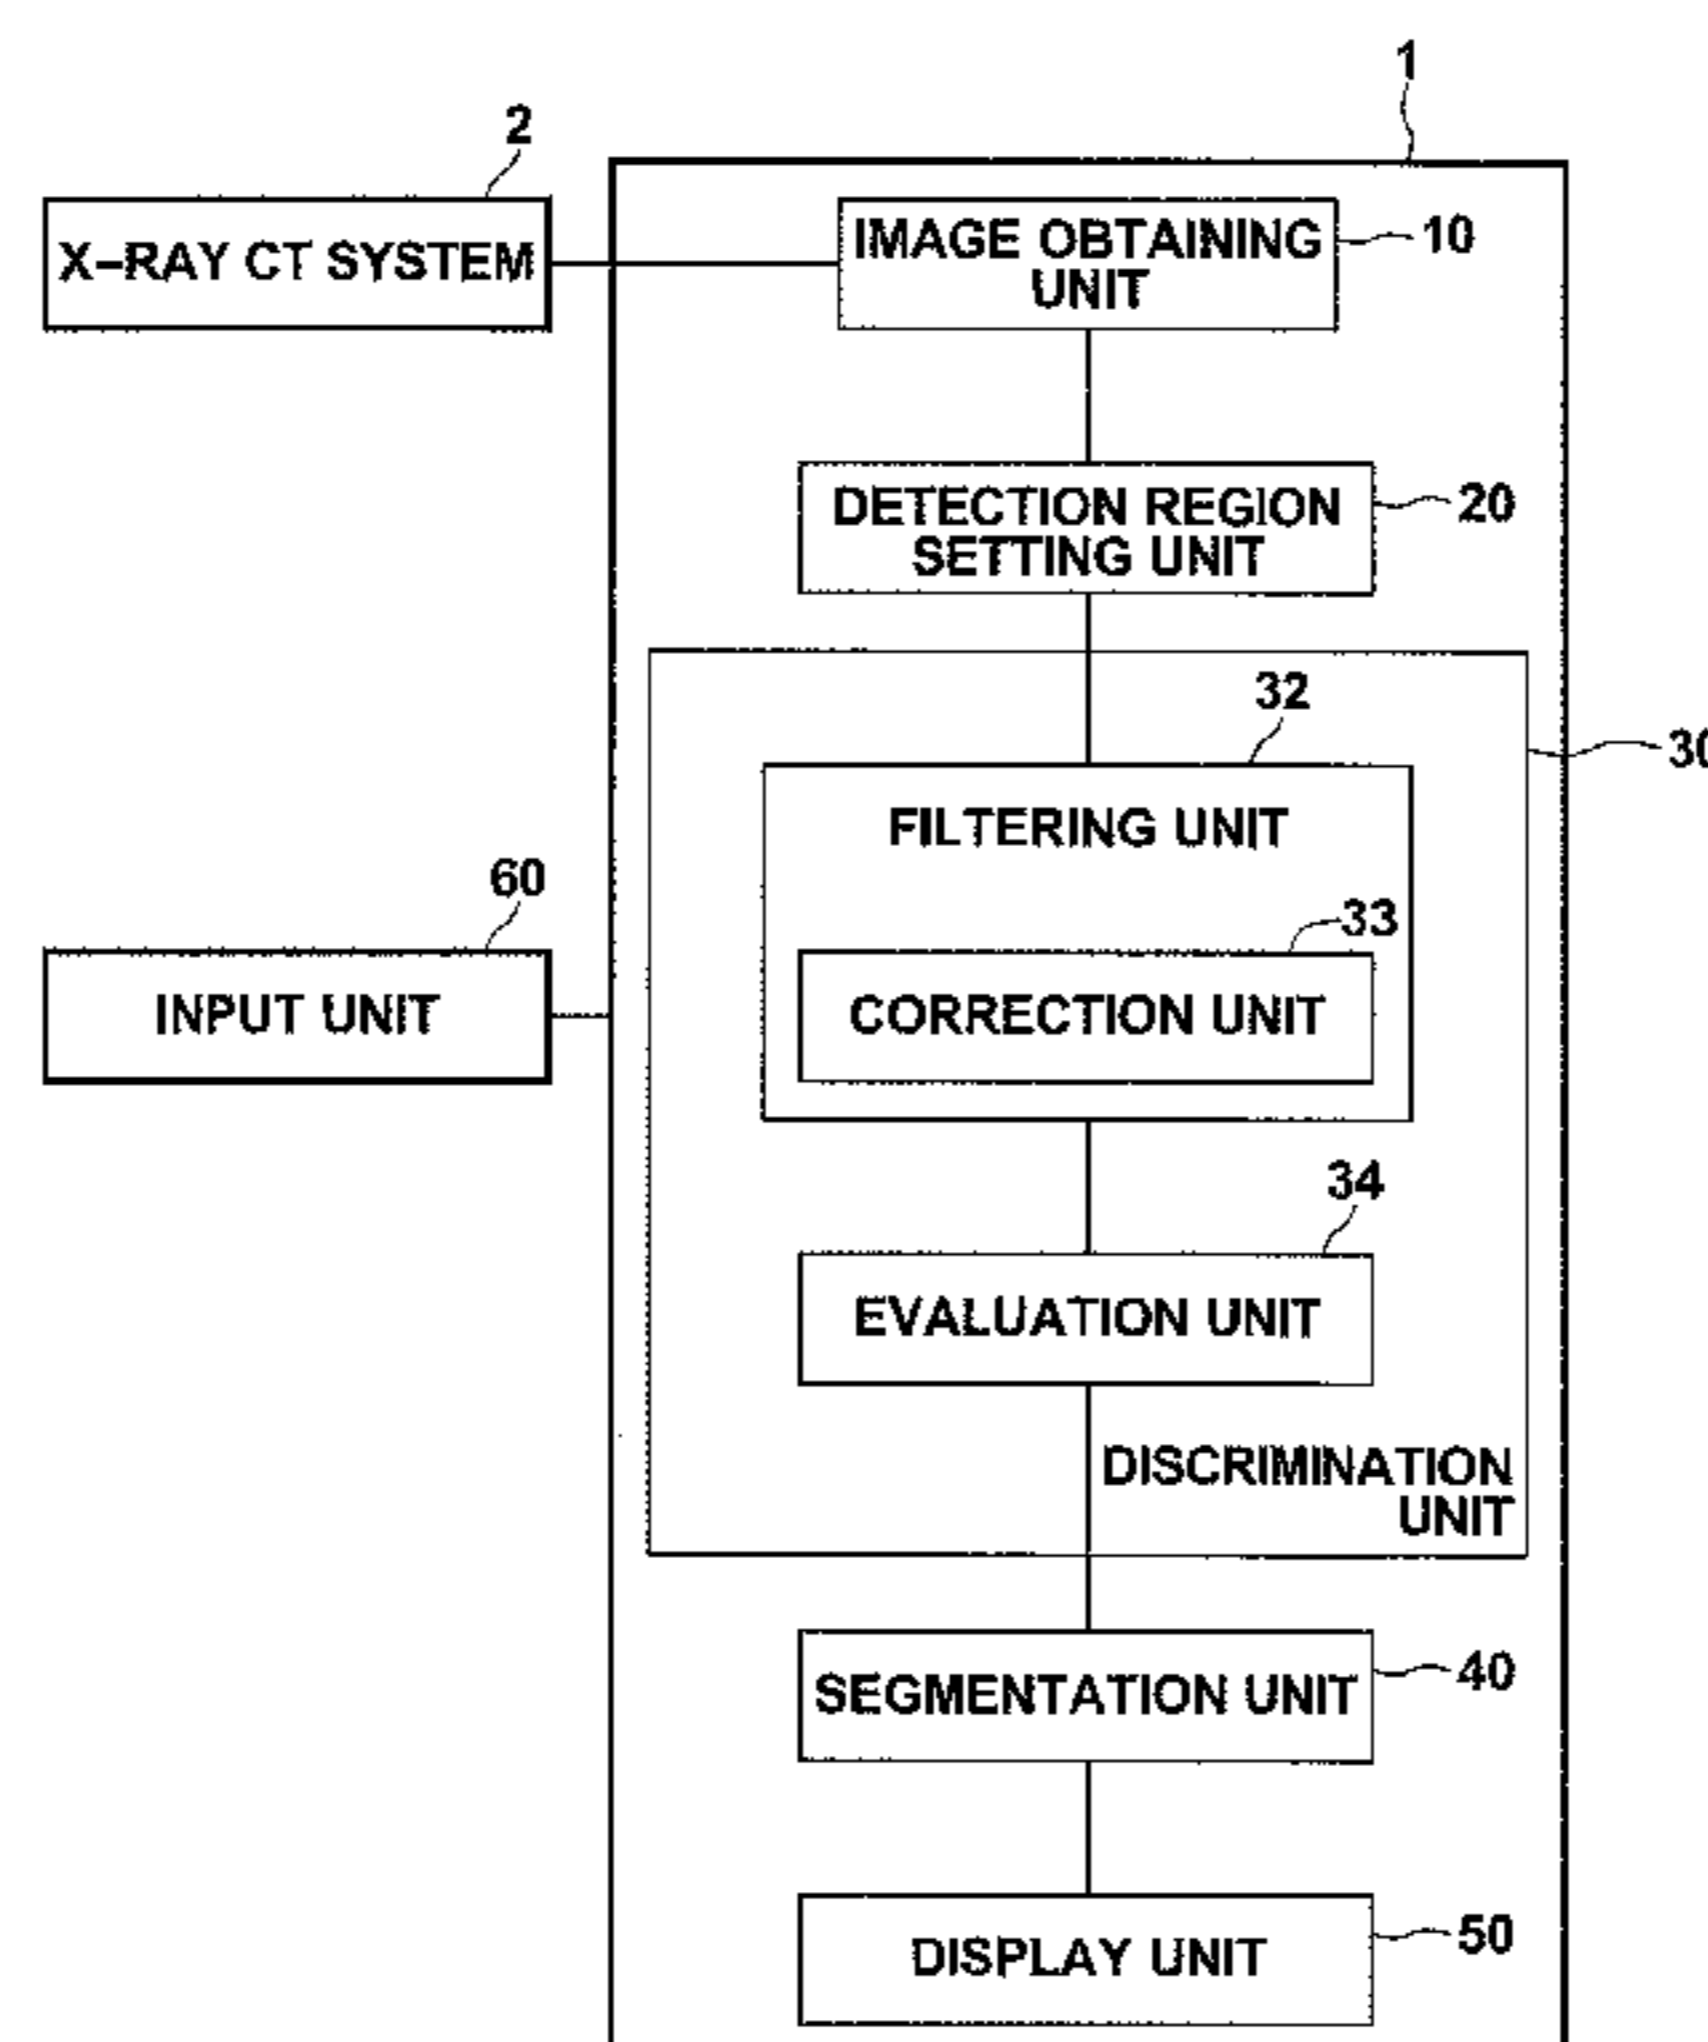 1
2
X-RAY CT SYSTEM
IMAGE OBTAINING
UNIT
10
DETECTION REGION
SETTING UNIT
20
32
30
FILTERING UNIT
60
33
INPUT UNIT
CORRECTION UNIT
34
EVALUATION UNIT
DISCRIMINATION
UNIT
SEGMENTATION UNIT
40
DISPLAY UNIT
50